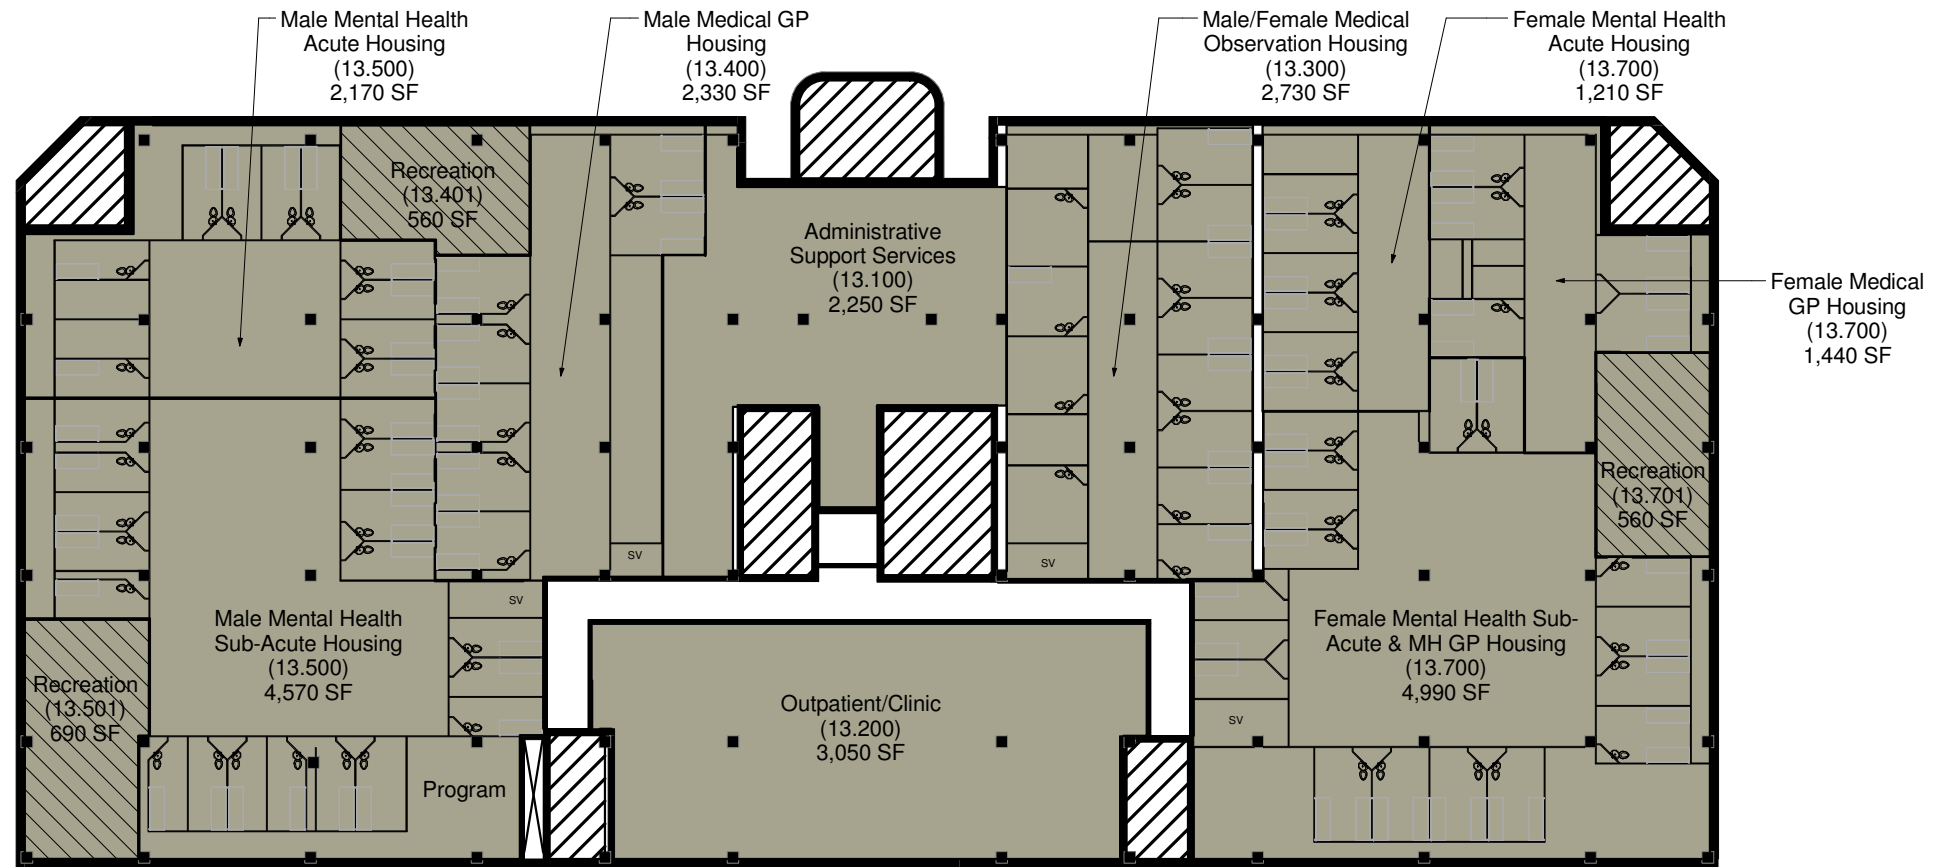 Male Mental Health
Acute Housing
(13.500)
2,170 SF
Male Medical GP
Housing
(13.400)
2,330 SF
Male/Female Medical
Observation Housing
(13.300)
2,730 SF
Female Mental Health
Acute Housing
(13.700)
1,210 SF
Recreation
(13.401)
560 SF
Administrative
Support Services
(13.100)
2,250 SF
Female Medical
GP Housing
(13.700)
1,440 SF
Recreation
(13.701)
560 SF
SV
SV
SV
Male Mental Health
Sub-Acute Housing
(13.500)
4,570 SF
Female Mental Health Sub-
Acute & MH GP Housing
(13.700)
4,990 SF
Recreation
(13.501)
690 SF
Outpatient/Clinic
(13.200)
3,050 SF
SV
Program